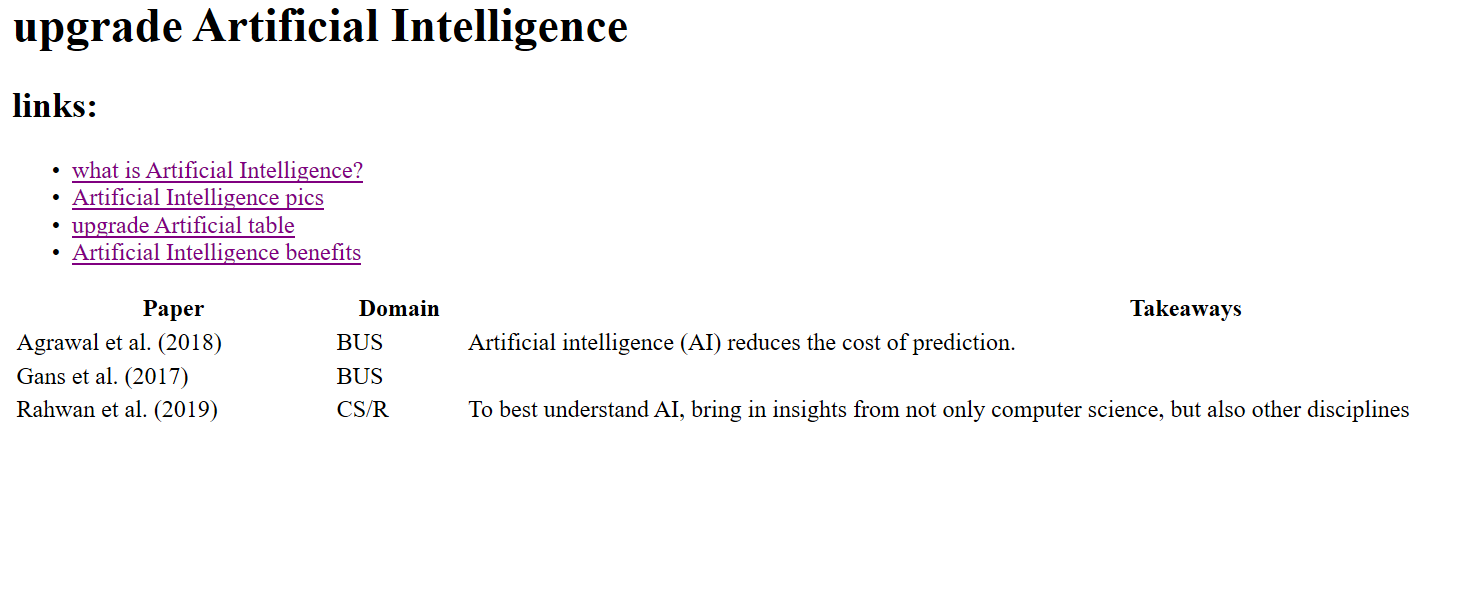 upgrade Artificial Intelligence
links:
what is Artificial Intelligence?
Artificial Intelligence pics
upgrade Artificial table
Artificial Intelligence benefits
Paper Domain Takeaways
Agrawal et al. (2018) BUS Artificial intelligence (AI) reduces the cost of prediction.
Gans et al. (2017) BUS
Rahwan et al. (2019) CS/R To best understand AI, bring in insights from not only computer science, but also other disciplines